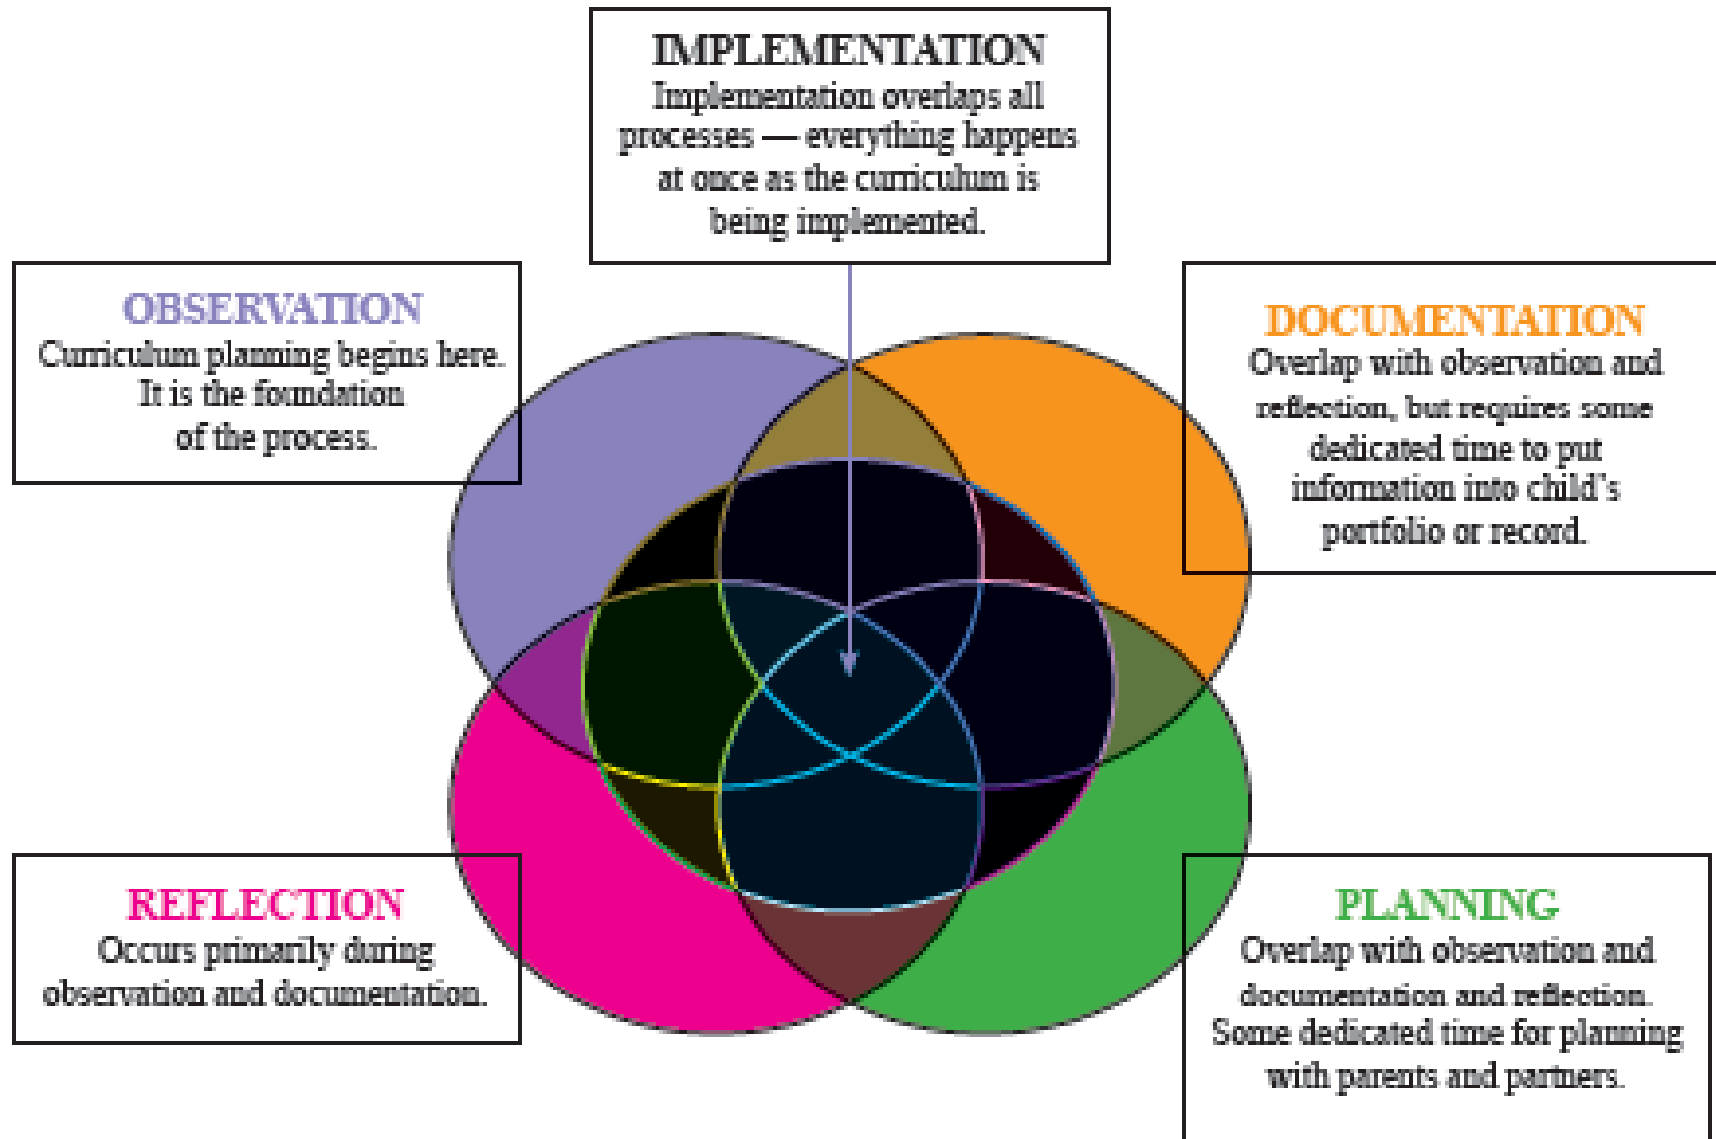 IMPLEMENTATION
Implementation overlaps all
processes — everything happens
at once as the curriculum is
being implemented.
OBSERVATION
Curriculum planning begins here.
It is the foundation
of the process.
DOCUMENTATION
Overlap with observation and
reflection, but requires some
dedicated time to put
information into child's
portfolio or record.
REFLECTION
Occurs primarily during
observation and documentation.
PLANNING
Overlap with observation and
documentation and reflection.
Some dedicated time for planning
with parents and partners.